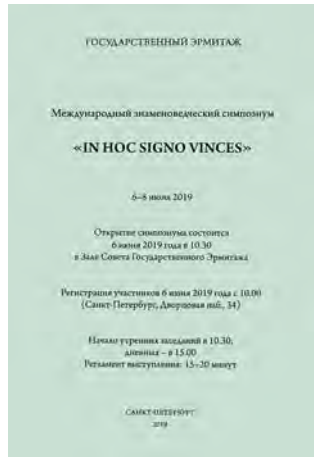 ГОСУДАРСТВЕННЫЙ ЭРМИТАЖ
Международный знаменоведческий симпозиум
«IN HOC SIGNO VINCES»
6–8 июня 2019
Открытие симпозиума состоится
6 июня 2019 года в 10.30
в Зале Совета Государственного Эрмитажа
Регистрация участников 6 июня 2019 года с 10.00
(Санкт-Петербург, Дворцовая наб., 34)
Начало утренних заседаний в 10.30;
дневных – в 15.00
Регламент выступления: 15–20 минут
САНКТ-ПЕТЕРБУРГ
2019